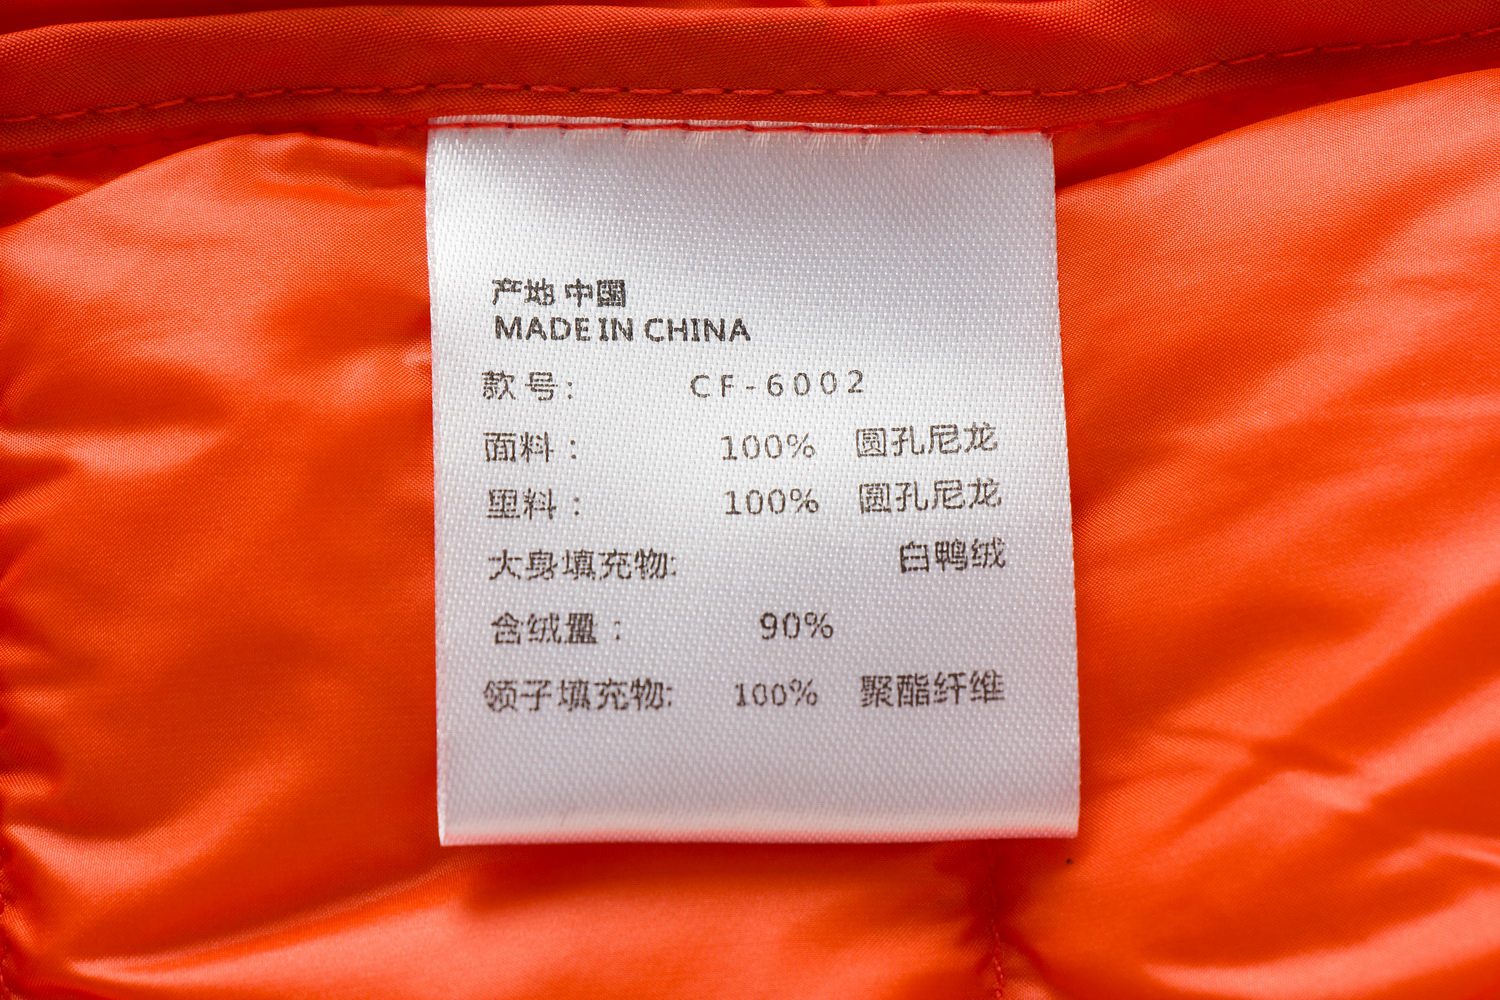 产地 中国
MADE IN CHINA
款号: CF-6002
面料: 100% 圆孔尼龙
里料: 100% 圆孔尼龙
大身填充物: 白鸭绒
含绒量: 90%
领子填充物: 100% 聚酯纤维